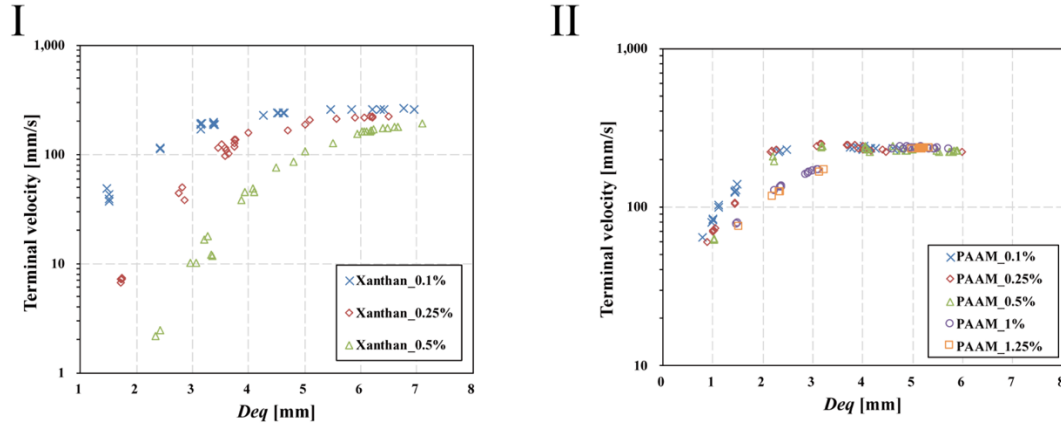 I
II
1,000
100
10
1
Terminal velocity [mm/s]
1 2 3 4 5 6 7 8
Deq [mm]
Xanthan_0.1%
Xanthan_0.25%
Xanthan_0.5%
1,000
100
10
Terminal velocity [mm/s]
0 1 2 3 4 5 6 7 8
Deq [mm]
PAAM_0.1%
PAAM_0.25%
PAAM_0.5%
PAAM_1%
PAAM_1.25%